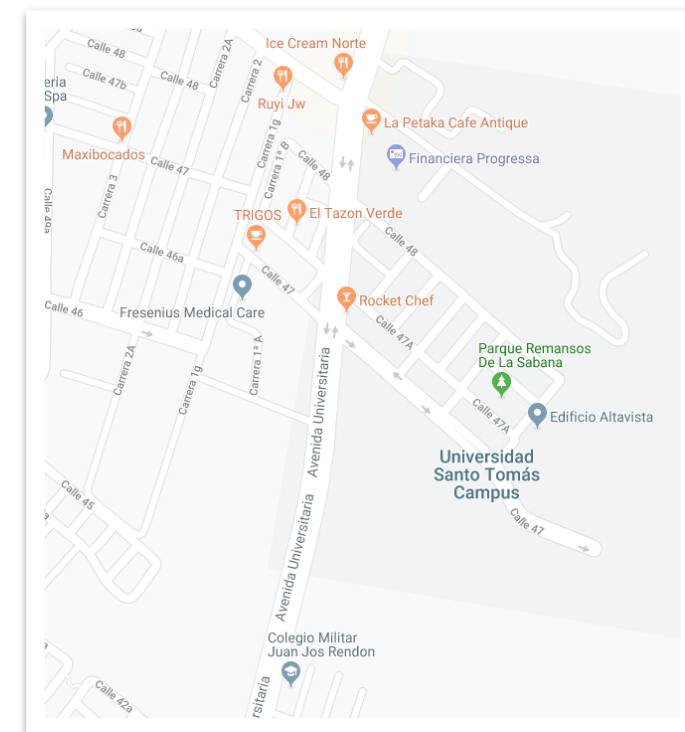 Ice Cream Norte
Calle 48
Carrera 2A
Carrera 2
Calle 47b
Calle 48
eria
Spa
Ruyi Jw
La Petaka Cafe Antique
Maxibocados
Carrera 1g
Financiera Progressa
Calle 47
Carrera 1ª B
Calle 48
Carrera 3
Calle 49a
TRIGOS
El Tazon Verde
Calle 46a
Calle 48
Calle 47
Fresenius Medical Care
Rocket Chef
Calle 46
Calle 47A
Carrera 2A
Carrera 1g
Carrera 1ª A
Avenida Universitaria
Parque Remansos
De La Sabana
Calle 47A
Edificio Altavista
Universidad
Santo Tomás
Campus
Calle 45
Calle 47
Avenida Universitaria
Colegio Militar
Juan Jos Rendon
Calle 42a
sitaria